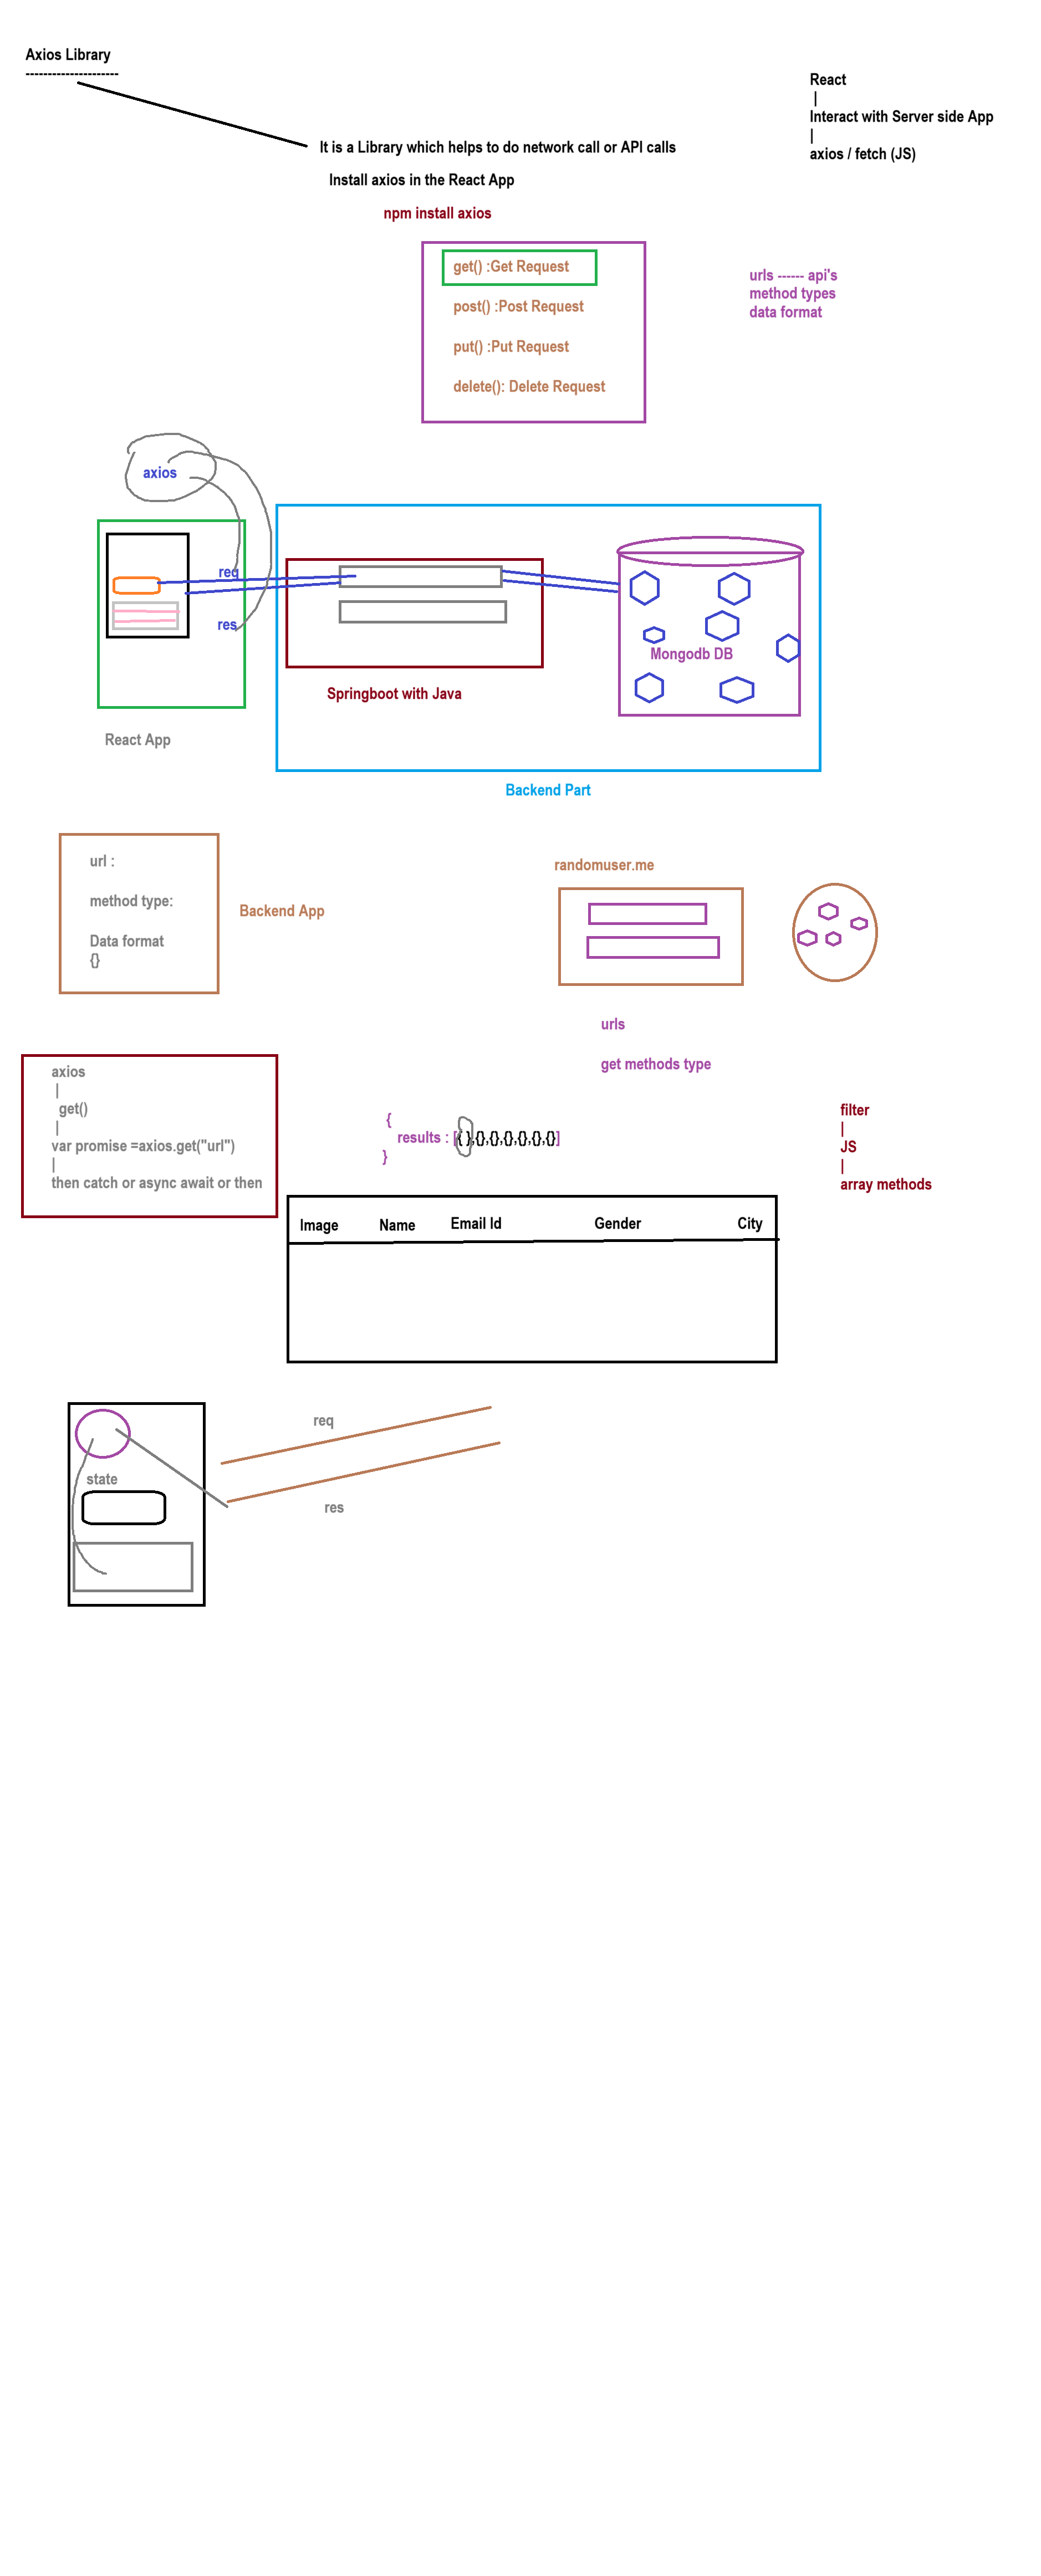 Axios Library
---------------------
React
|
Interact with Server side App
|
axios / fetch (JS)
It is a Library which helps to do network call or API calls
Install axios in the React App
npm install axios
get() :Get Request
post() :Post Request
put() :Put Request
delete(): Delete Request
urls ------ api's
method types
data format
axios
req
res
Springboot with Java
Mongodb DB
React App
Backend Part
url :
method type:
Data format
{}
Backend App
randomuser.me
urls
get methods type
axios
|
get()
|
var promise =axios.get("url")
|
then catch or async await or then
{
results : [{ },{},{},{},{},{},{}]
}
filter
|
JS
|
array methods
Image Name Email Id Gender City
req
state
res